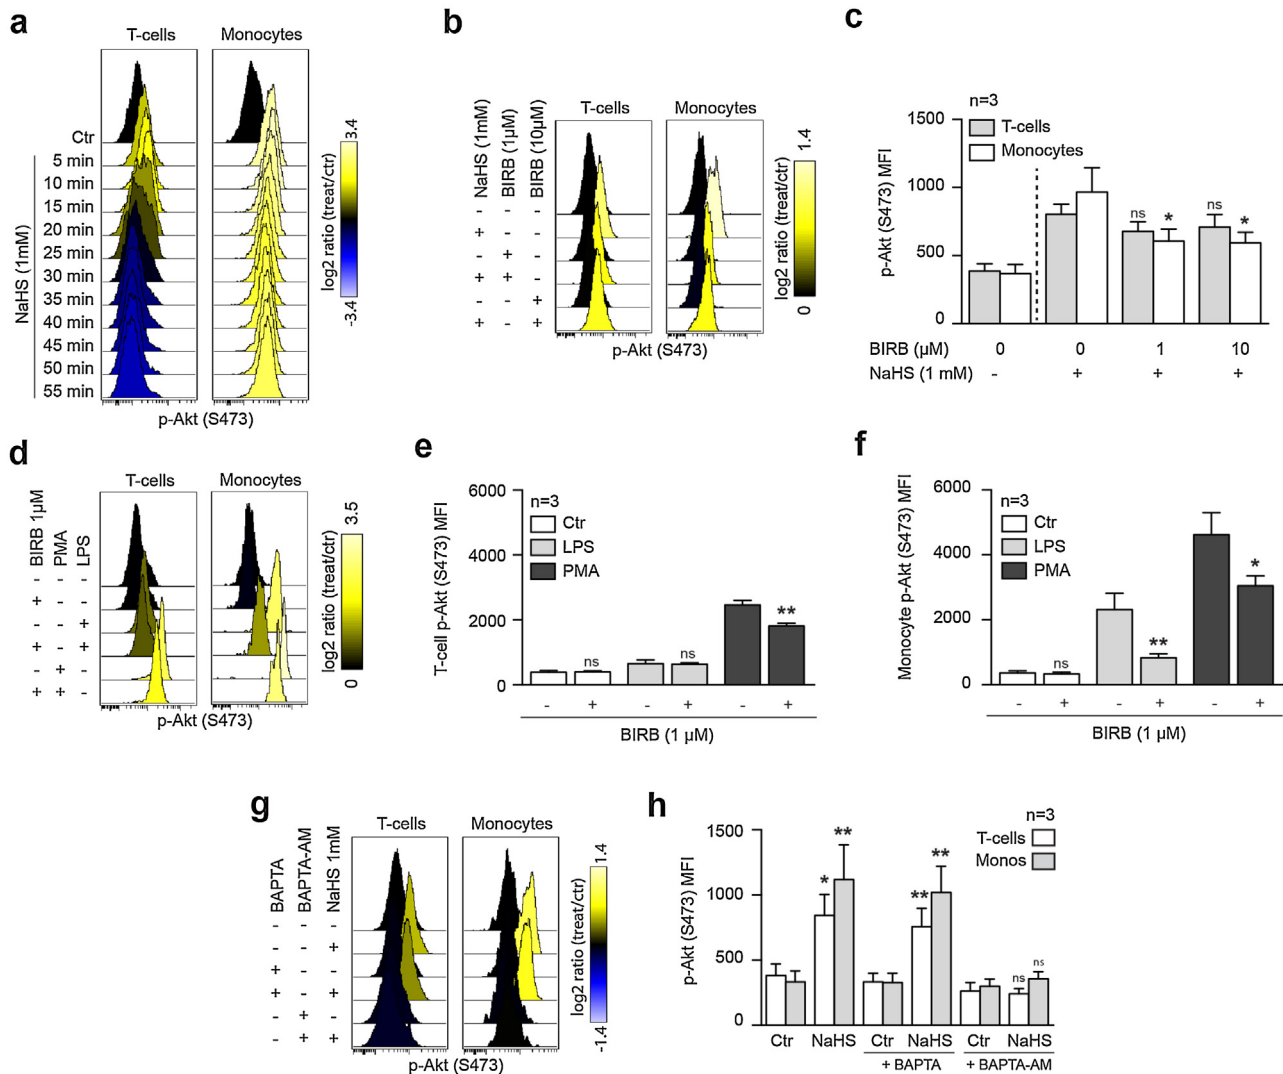 a
T-cells Monocytes
Ctr
5 min
10 min
15 min
20 min
25 min
30 min
35 min
40 min
45 min
50 min
55 min
NaHS (1mM)
p-Akt (S473)
3.4
log2 ratio (treat/ctr)
-3.4
b
T-cells Monocytes
NaHS (1mM)
BIRB (1µM)
BIRB (10µM)
- - -
+ - -
- + -
+ + -
- - +
+ - +
p-Akt (S473)
1.4
log2 ratio (treat/ctr)
0
c
n=3
T-cells
Monocytes
p-Akt (S473) MFI
1500
1000
500
0
ns * ns *
BIRB (µM) 0 0 1 10
NaHS (1 mM) - + + +
d
T-cells Monocytes
BIRB 1µM
PMA
LPS
- - -
+ - -
- - +
+ - +
- + -
+ + -
p-Akt (S473)
3.5
log2 ratio (treat/ctr)
0
e
n=3
Ctr
LPS
PMA
T-cell p-Akt (S473) MFI
6000
4000
2000
0
ns ns **
- + - + - +
BIRB (1 µM)
f
n=3
Ctr
LPS
PMA
Monocyte p-Akt (S473) MFI
6000
4000
2000
0
ns ** *
- + - + - +
BIRB (1 µM)
g
T-cells Monocytes
BAPTA
BAPTA-AM
NaHS 1mM
- - -
- - +
+ - -
+ - +
- + -
- + +
p-Akt (S473)
1.4
log2 ratio (treat/ctr)
-1.4
h
n=3
T-cells
Monos
p-Akt (S473) MFI
1500
1000
500
0
* ** ** ** ns ns
Ctr NaHS Ctr NaHS Ctr NaHS
+ BAPTA + BAPTA-AM